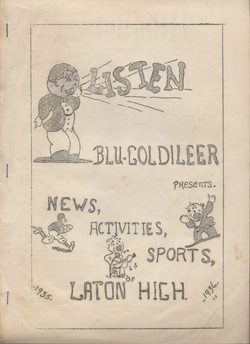 LISTEN
BLU-GOLDILEER
PRESENTS-
NEWS,
ACTIVITIES,
SPORTS,
OF
LATON HIGH.
-1935-
-1936-